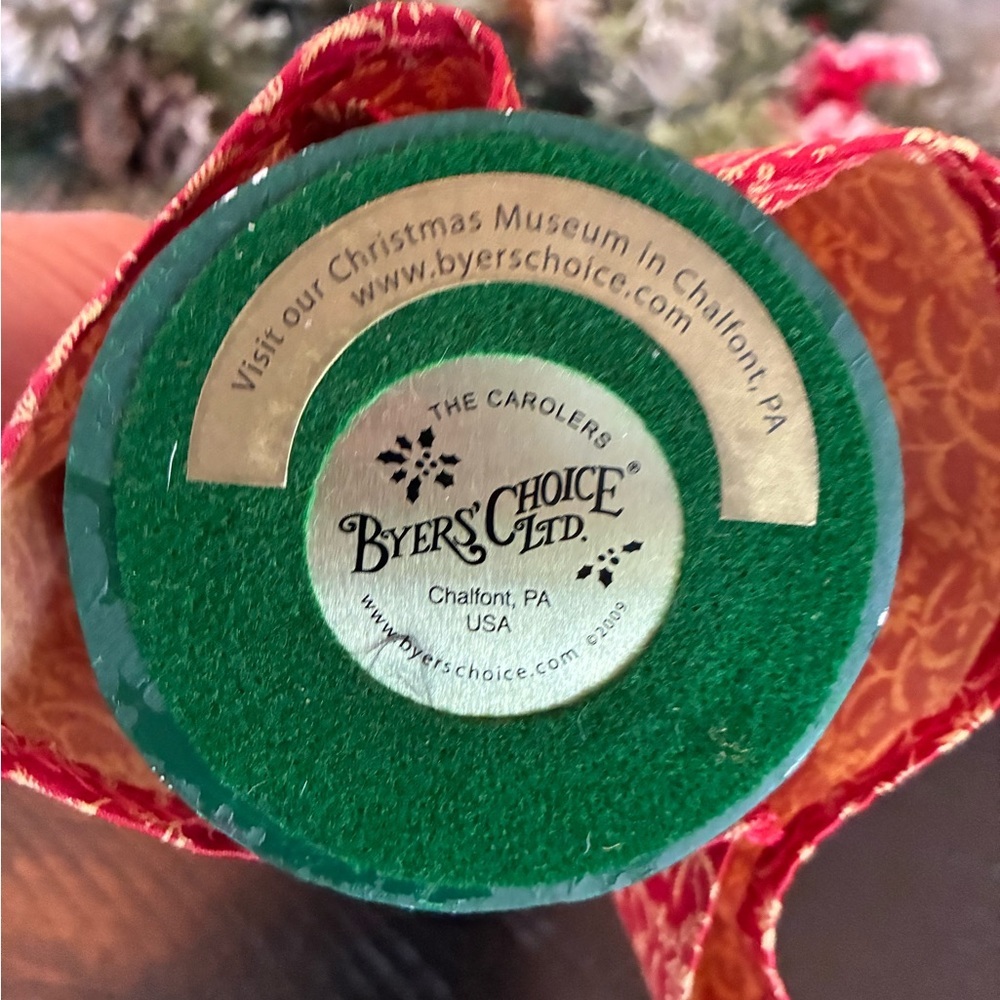 Visit our Christmas Museum in Chalfont, PA
www.byerschoice.com
THE CAROLERS
BYERS' CHOICE®
LTD.
Chalfont, PA
USA
www.byerschoice.com ©2009